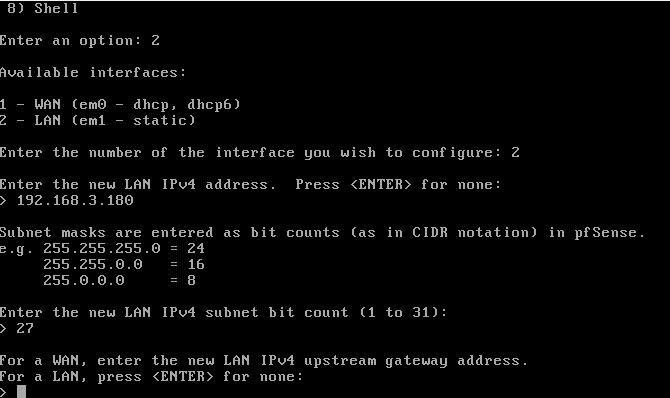 8) Shell
Enter an option: 2
Available interfaces:
1 - WAN (em0 - dhcp, dhcp6)
2 - LAN (em1 - static)
Enter the number of the interface you wish to configure: 2
Enter the new LAN IPv4 address.  Press <ENTER> for none:
> 192.168.3.180
Subnet masks are entered as bit counts (as in CIDR notation) in pfSense.
e.g. 255.255.255.0 = 24
     255.255.0.0   = 16
     255.0.0.0     = 8
Enter the new LAN IPv4 subnet bit count (1 to 31):
> 27
For a WAN, enter the new LAN IPv4 upstream gateway address.
For a LAN, press <ENTER> for none:
>